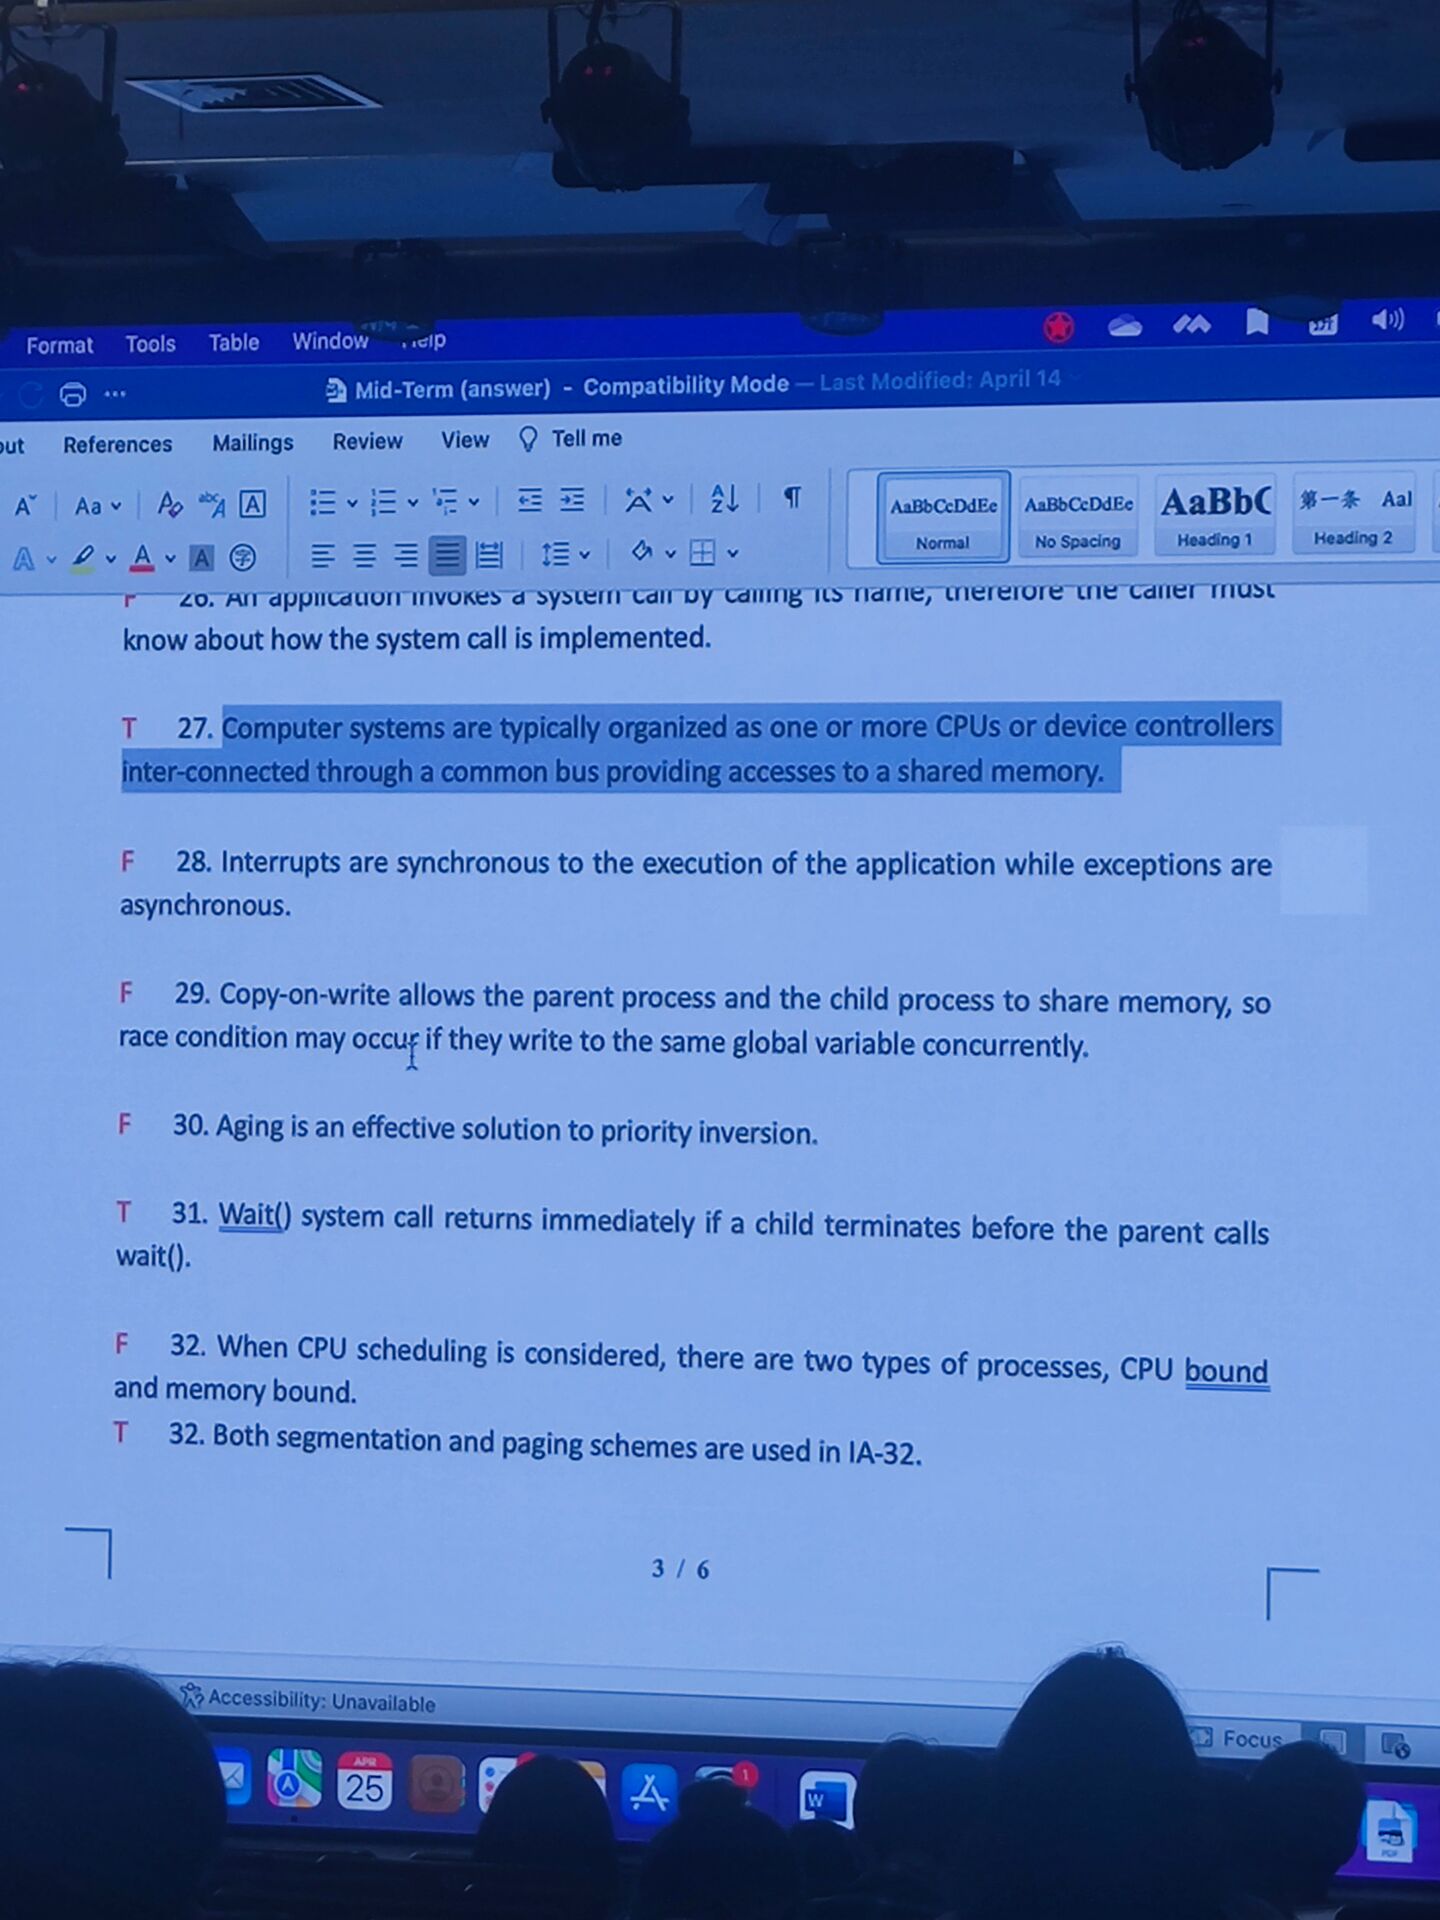 Format Tools Table Window Help
Mid-Term (answer) - Compatibility Mode — Last Modified: April 14
out References Mailings Review View Tell me
AaBbCcDdEe AaBbCcDdEe AaBbC 第一条 Aal
Normal No Spacing Heading 1 Heading 2
F 26. An application invokes a system call by calling its name, therefore the caller must
know about how the system call is implemented.
T 27. Computer systems are typically organized as one or more CPUs or device controllers
inter-connected through a common bus providing accesses to a shared memory.
F 28. Interrupts are synchronous to the execution of the application while exceptions are
asynchronous.
F 29. Copy-on-write allows the parent process and the child process to share memory, so
race condition may occur if they write to the same global variable concurrently.
F 30. Aging is an effective solution to priority inversion.
T 31. Wait() system call returns immediately if a child terminates before the parent calls
wait().
F 32. When CPU scheduling is considered, there are two types of processes, CPU bound
and memory bound.
T 32. Both segmentation and paging schemes are used in IA-32.
3 / 6
Accessibility: Unavailable
Focus
APR
25
1
W
PDF